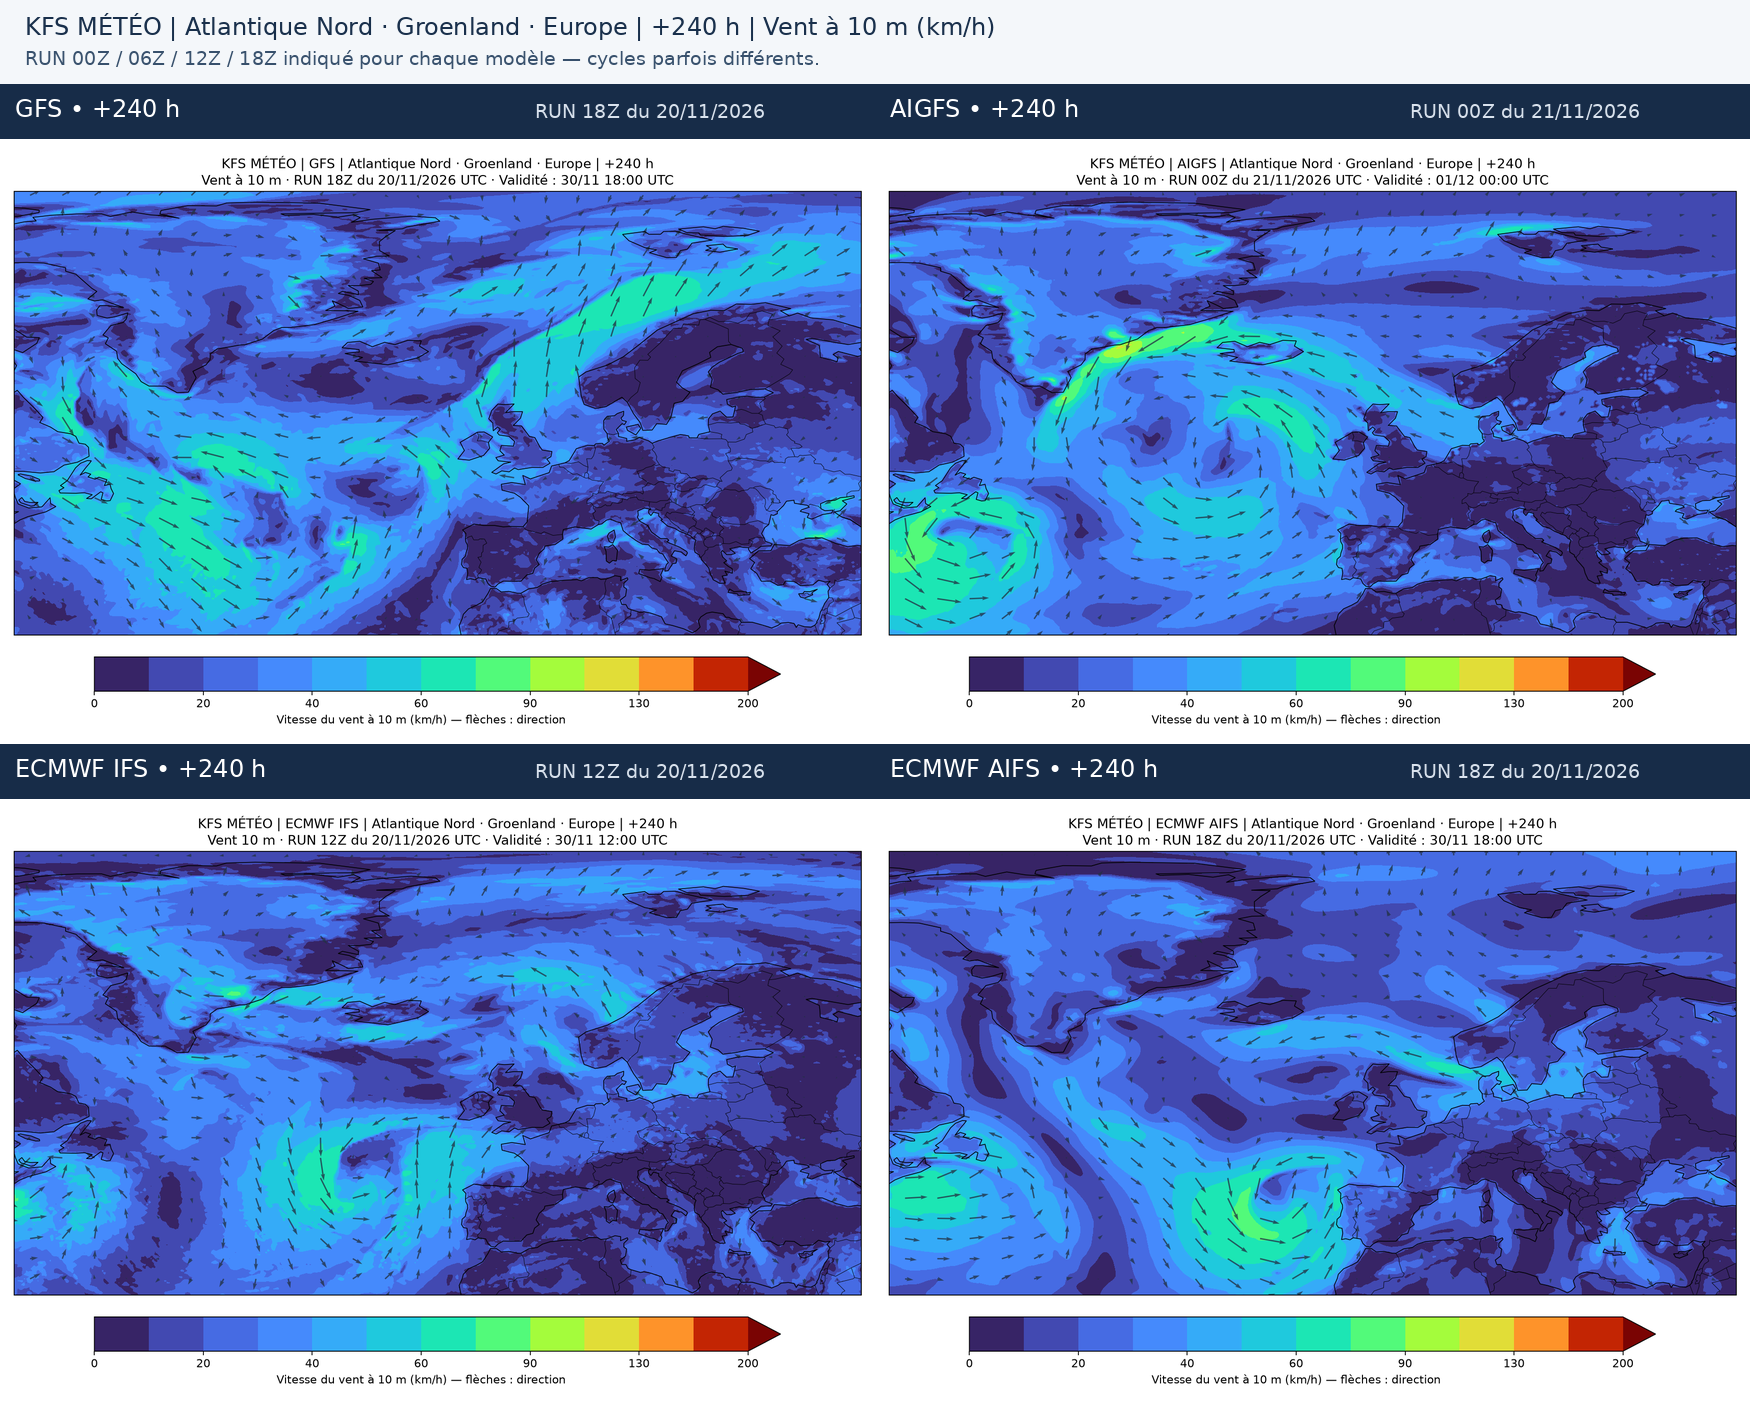 KFS MÉTÉO | Atlantique Nord · Groenland · Europe | +240 h | Vent à 10 m (km/h)
RUN 00Z / 06Z / 12Z / 18Z indiqué pour chaque modèle — cycles parfois différents.
GFS • +240 h
RUN 18Z du 20/11/2026
KFS MÉTÉO | GFS | Atlantique Nord · Groenland · Europe | +240 h
Vent à 10 m · RUN 18Z du 20/11/2026 UTC · Validité : 30/11 18:00 UTC
0 20 40 60 90 130 200
Vitesse du vent à 10 m (km/h) — flèches : direction
AIGFS • +240 h
RUN 00Z du 21/11/2026
KFS MÉTÉO | AIGFS | Atlantique Nord · Groenland · Europe | +240 h
Vent à 10 m · RUN 00Z du 21/11/2026 UTC · Validité : 01/12 00:00 UTC
0 20 40 60 90 130 200
Vitesse du vent à 10 m (km/h) — flèches : direction
ECMWF IFS • +240 h
RUN 12Z du 20/11/2026
KFS MÉTÉO | ECMWF IFS | Atlantique Nord · Groenland · Europe | +240 h
Vent 10 m · RUN 12Z du 20/11/2026 UTC · Validité : 30/11 12:00 UTC
0 20 40 60 90 130 200
Vitesse du vent à 10 m (km/h) — flèches : direction
ECMWF AIFS • +240 h
RUN 18Z du 20/11/2026
KFS MÉTÉO | ECMWF AIFS | Atlantique Nord · Groenland · Europe | +240 h
Vent 10 m · RUN 18Z du 20/11/2026 UTC · Validité : 30/11 18:00 UTC
0 20 40 60 90 130 200
Vitesse du vent à 10 m (km/h) — flèches : direction